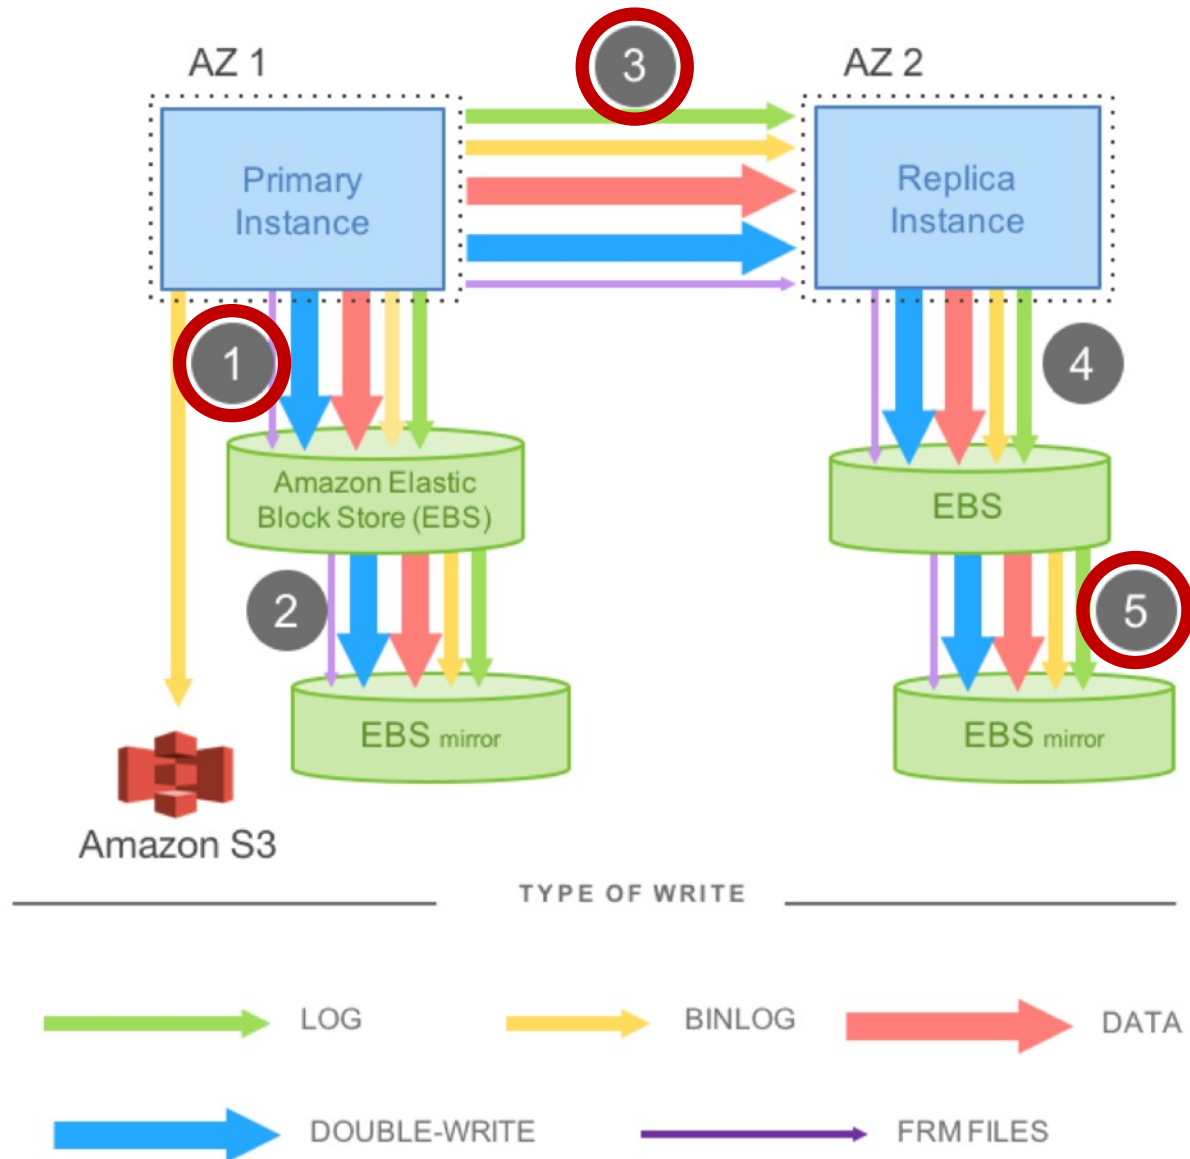 AZ 1
3
AZ 2
Primary
Instance
Replica
Instance
1
4
Amazon Elastic
Block Store (EBS)
EBS
2
5
EBS mirror
EBS mirror
Amazon S3
TYPE OF WRITE
LOG
BINLOG
DATA
DOUBLE-WRITE
FRM FILES